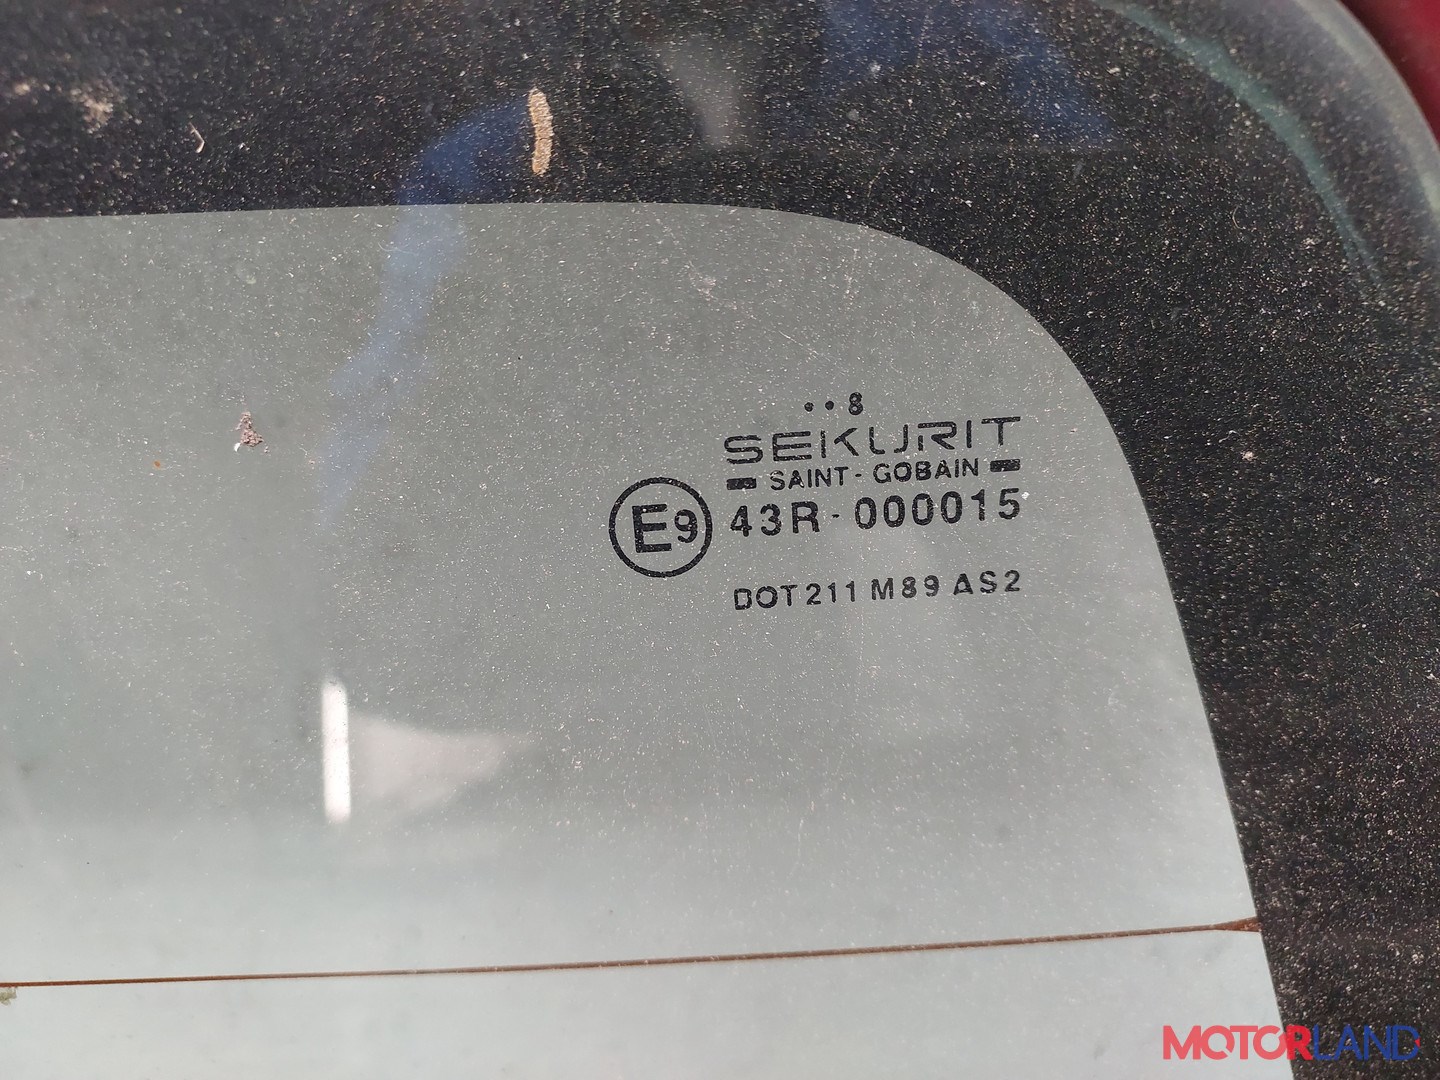 ••8
SEKURIT
SAINT-GOBAIN
E9 43R-000015
DOT 211 M89 AS2
MOTORLAND